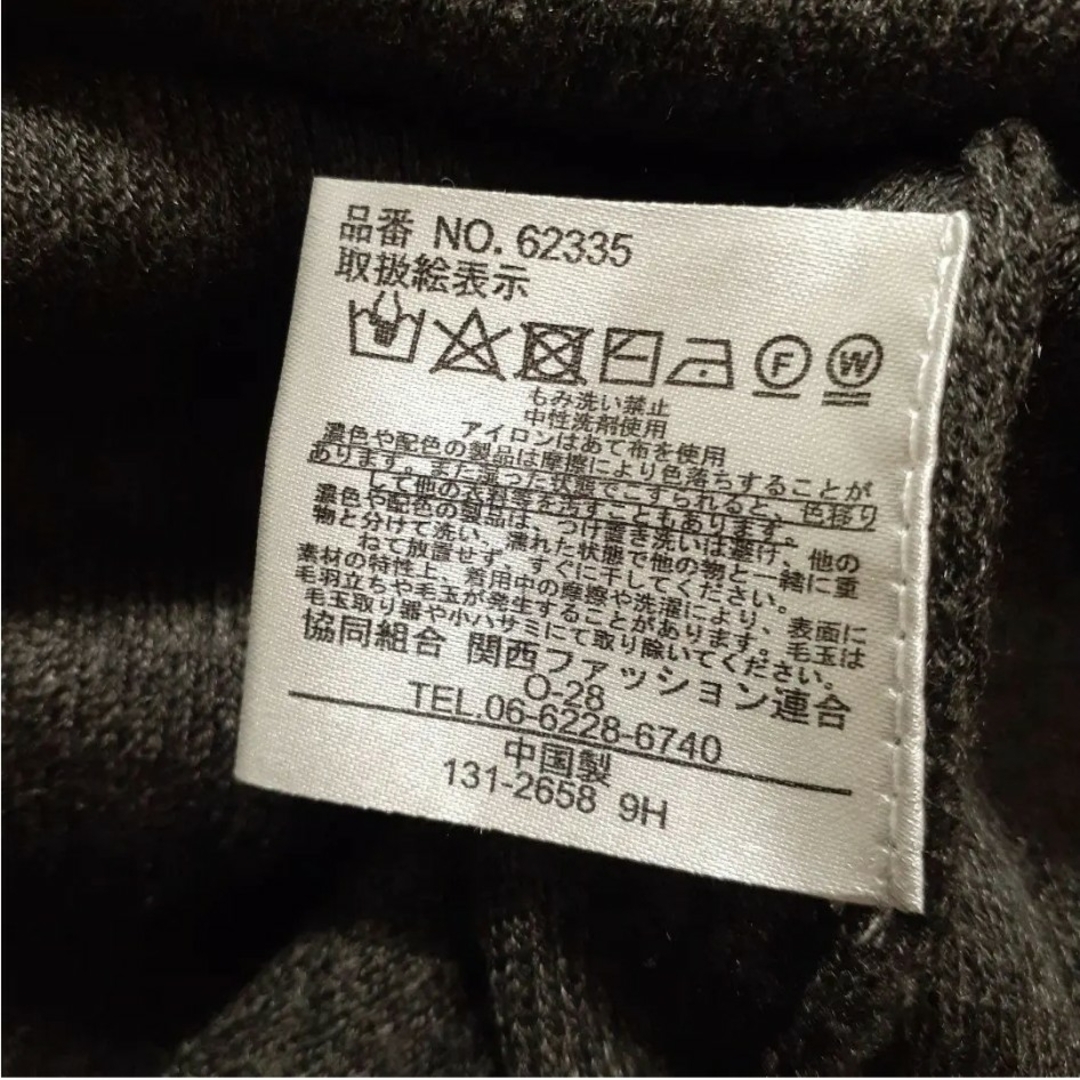 品番 NO. 62335
取扱絵表示
F W
もみ洗い禁止
中性洗剤使用
アイロンはあて布を使用
濃色や配色の製品は摩擦により色落ちすることが
あります。また湿った状態でこすられると、色移り
して他の衣料等を汚すこともあります。
濃色や配色の製品は、つけ置き洗いは避け、他の
物と分けて洗い、濡れた状態で他の物と一緒に重
ねて放置せず、すぐに干してください。
素材の特性上、着用中の摩擦や洗濯により、表面に
毛羽立ちや毛玉が発生することがあります。毛玉は
毛玉取り器や小ハサミにて取り除いてください。
協同組合 関西ファッション連合
O-28
TEL.06-6228-6740
中国製
131-2658 9H